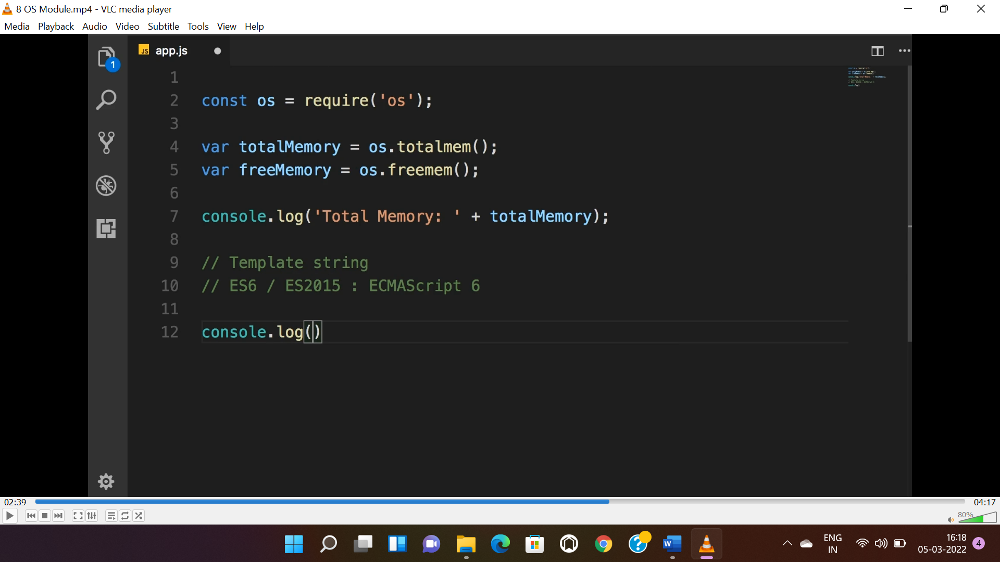 8 OS Module.mp4 - VLC media player
Media Playback Audio Video Subtitle Tools View Help
JS app.js
1
1
2 const os = require('os');
3
4 var totalMemory = os.totalmem();
5 var freeMemory = os.freemem();
6
7 console.log('Total Memory: ' + totalMemory);
8
9 // Template string
10 // ES6 / ES2015 : ECMAScript 6
11
12 console.log()
02:39 04:17
80%
ENG 16:18 4
IN 05-03-2022